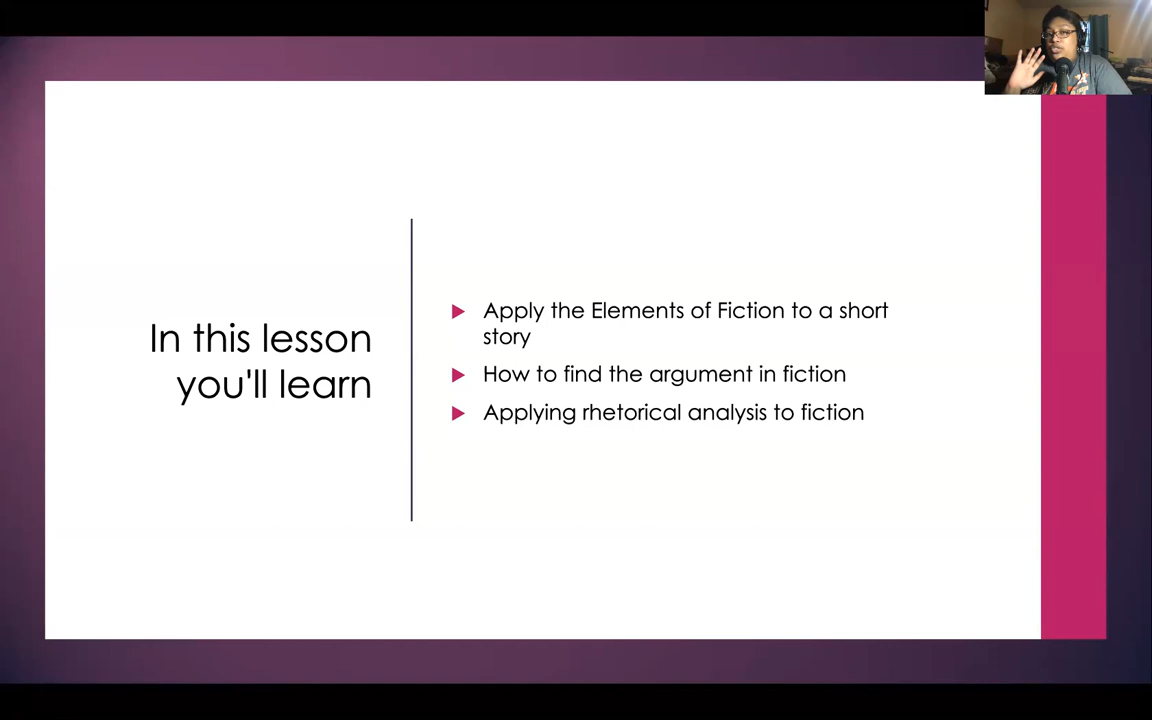 In this lesson
you'll learn
Apply the Elements of Fiction to a short
story
How to find the argument in fiction
Applying rhetorical analysis to fiction